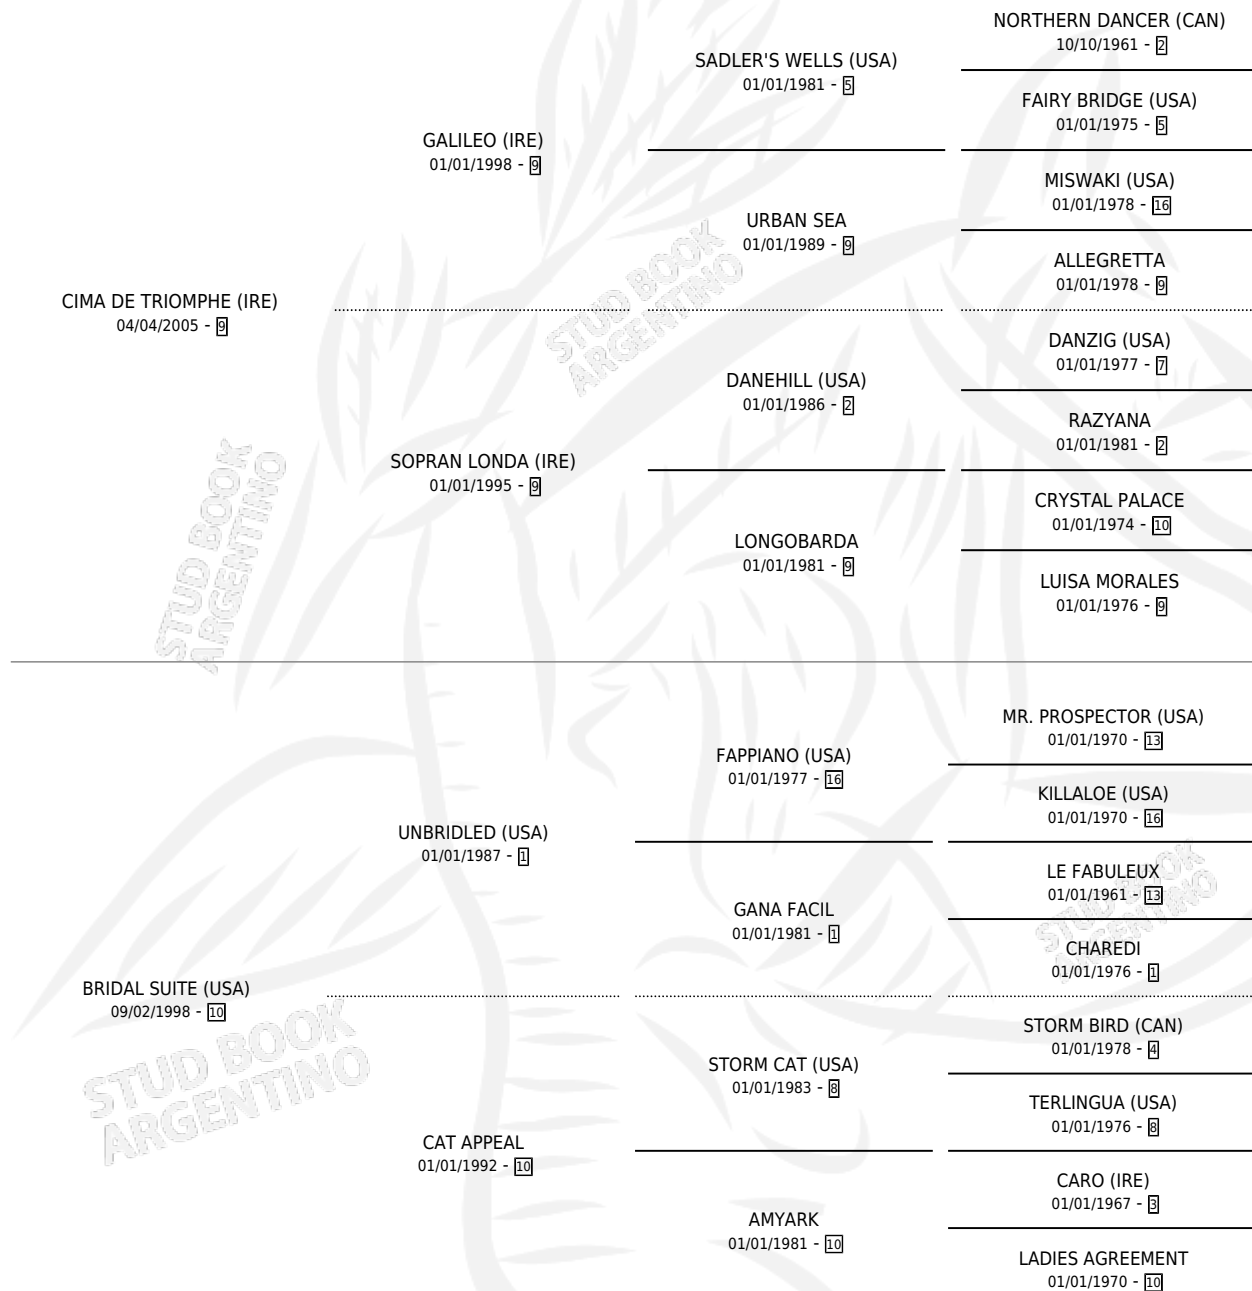 NORTHERN DANCER (CAN)
10/10/1961 - 2
SADLER'S WELLS (USA)
01/01/1981 - 5
FAIRY BRIDGE (USA)
01/01/1975 - 5
GALILEO (IRE)
01/01/1998 - 9
MISWAKI (USA)
01/01/1978 - 16
URBAN SEA
01/01/1989 - 9
ALLEGRETTA
01/01/1978 - 9
CIMA DE TRIOMPHE (IRE)
04/04/2005 - 9
DANZIG (USA)
01/01/1977 - 7
DANEHILL (USA)
01/01/1986 - 2
RAZYANA
01/01/1981 - 2
SOPRAN LONDA (IRE)
01/01/1995 - 9
CRYSTAL PALACE
01/01/1974 - 10
LONGOBARDA
01/01/1981 - 9
LUISA MORALES
01/01/1976 - 9
STUD BOOK
ARGENTINO
STUD BOOK
ARGENTINO
MR. PROSPECTOR (USA)
01/01/1970 - 13
FAPPIANO (USA)
01/01/1977 - 16
KILLALOE (USA)
01/01/1970 - 16
UNBRIDLED (USA)
01/01/1987 - 1
LE FABULEUX
01/01/1961 - 13
GANA FACIL
01/01/1981 - 1
CHAREDI
01/01/1976 - 1
BRIDAL SUITE (USA)
09/02/1998 - 10
STORM BIRD (CAN)
01/01/1978 - 4
STORM CAT (USA)
01/01/1983 - 8
TERLINGUA (USA)
01/01/1976 - 8
CAT APPEAL
01/01/1992 - 10
CARO (IRE)
01/01/1967 - 3
AMYARK
01/01/1981 - 10
LADIES AGREEMENT
01/01/1970 - 10
STUD BOOK
ARGENTINO
STUD BOOK
ARGENTINO